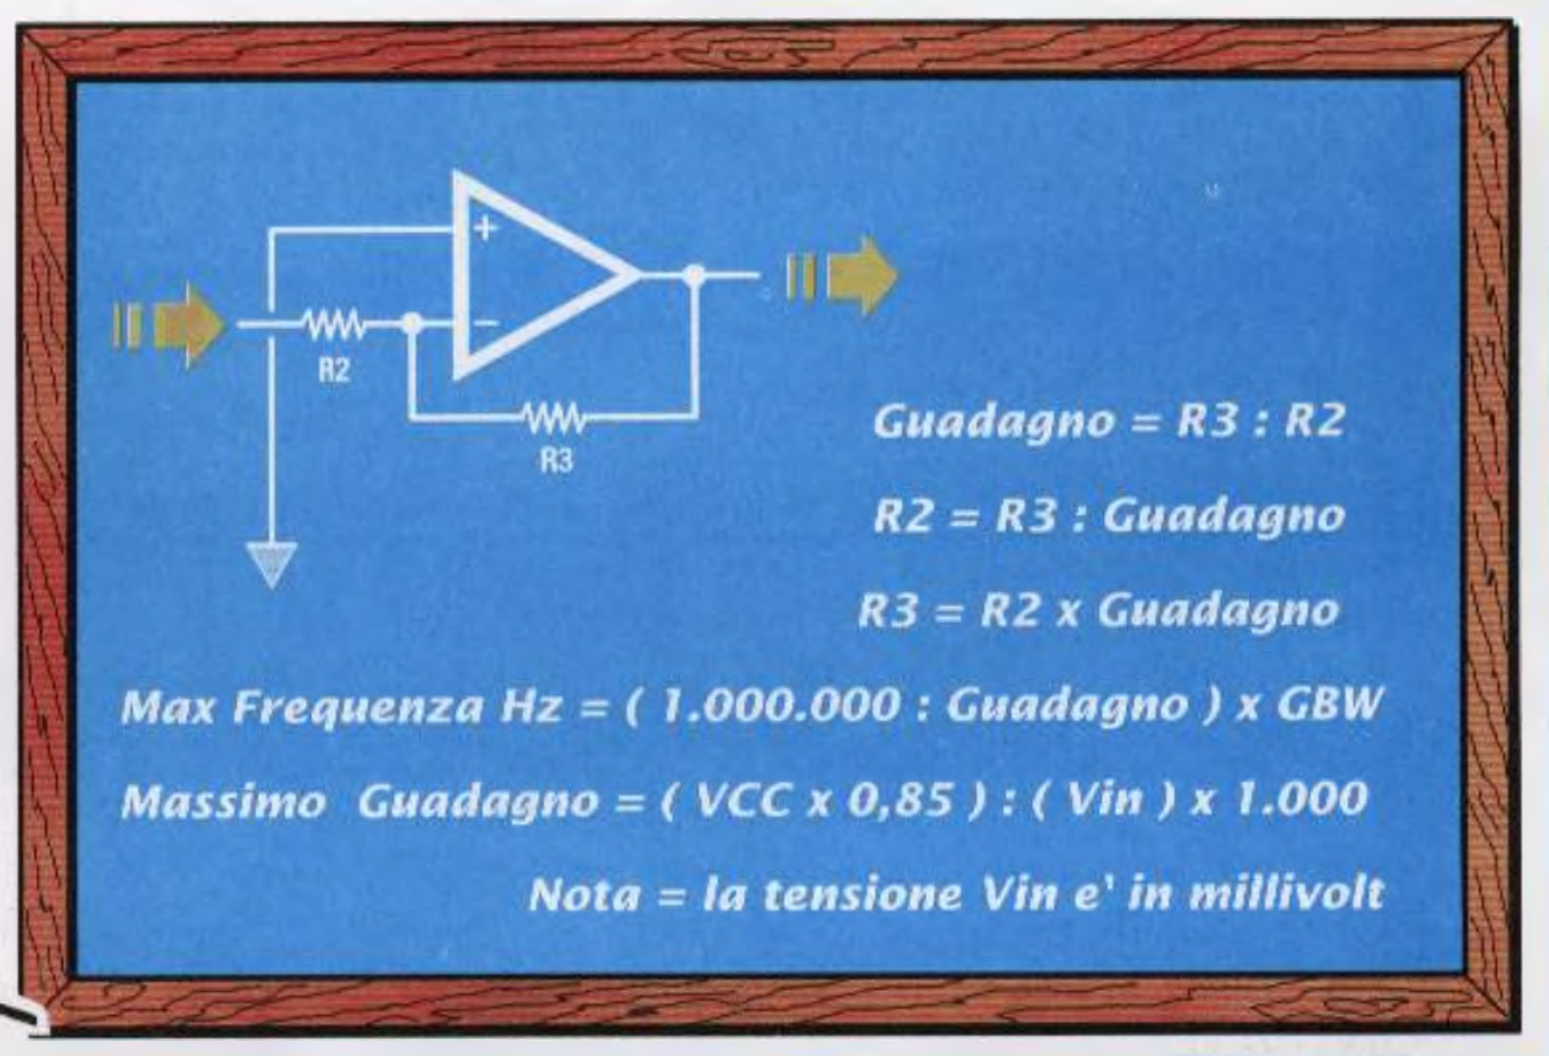 +
−
R2
R3
Guadagno = R3 : R2
R2 = R3 : Guadagno
R3 = R2 x Guadagno
Max Frequenza Hz = ( 1.000.000 : Guadagno ) x GBW
Massimo Guadagno = ( VCC x 0,85 ) : ( Vin ) x 1.000
Nota = la tensione Vin e' in millivolt